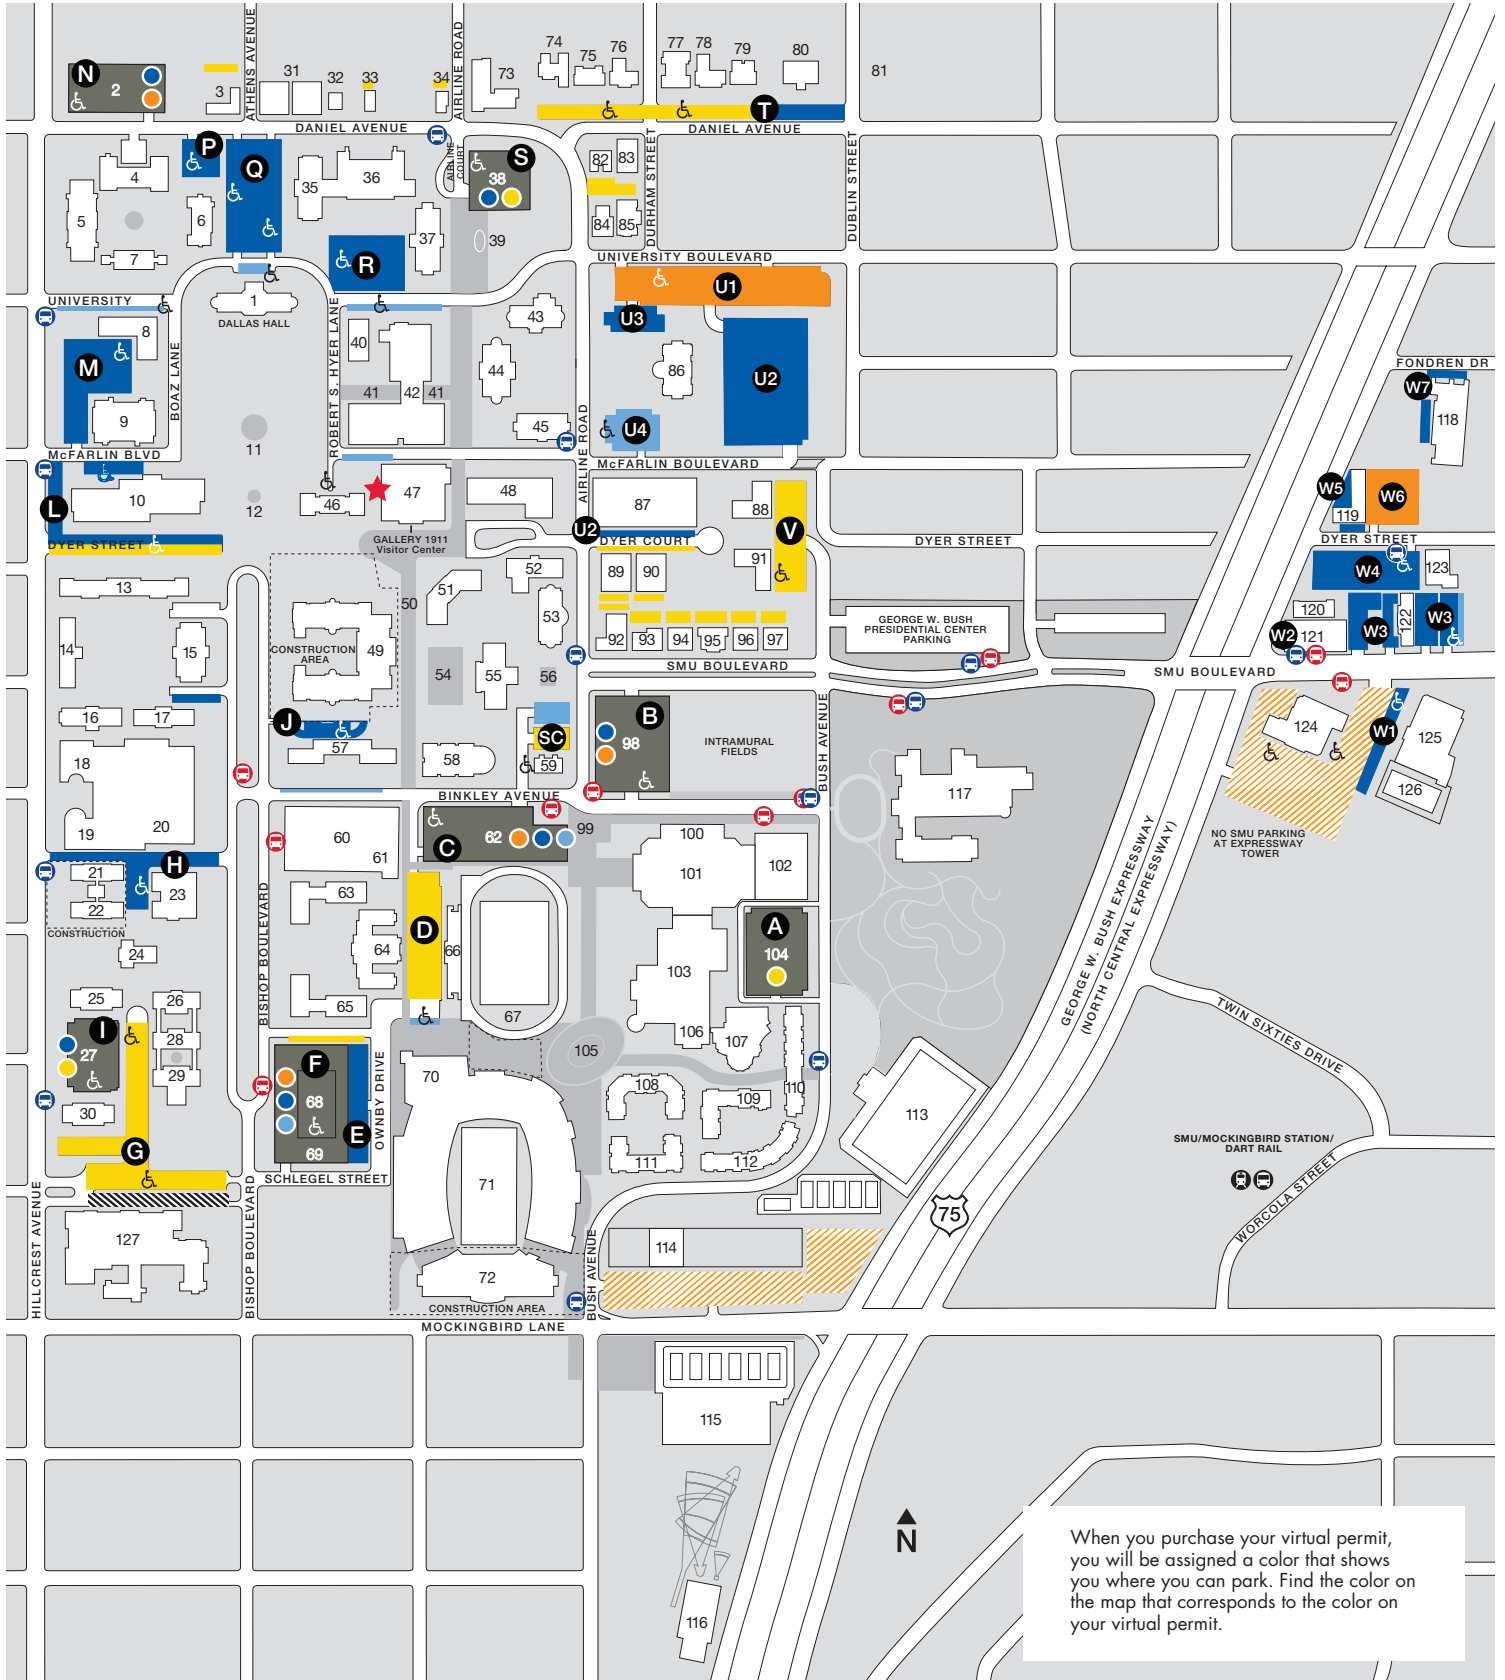 N
2
3
31
32
33
34
73
74
75
76
77
78
79
80
81
ATHENS AVENUE
AIRLINE ROAD
DANIEL AVENUE
T
DANIEL AVENUE
P
Q
4
5
6
7
35
36
37
R
AIRLINE COURT
S
38
39
82
83
84
85
DURHAM STREET
DUBLIN STREET
UNIVERSITY BOULEVARD
U1
U3
U2
86
U4
UNIVERSITY
1
DALLAS HALL
ROBERT S. HYER LANE
BOAZ LANE
8
M
9
40
41
42
41
43
44
45
AIRLINE ROAD
11
12
McFARLIN BLVD
McFARLIN BOULEVARD
FONDREN DR
W7
118
L
10
46
47
48
87
88
V
91
GALLERY 1911
Visitor Center
U2
DYER COURT
DYER STREET
DYER STREET
W5
W6
119
DYER STREET
W4
123
120
W3
122
W3
W2
121
13
14
15
16
17
50
51
52
53
89
90
92
93
94
95
96
97
CONSTRUCTION
AREA
49
54
55
56
GEORGE W. BUSH
PRESIDENTIAL CENTER
PARKING
SMU BOULEVARD
SMU BOULEVARD
J
57
58
SC
59
B
98
INTRAMURAL
FIELDS
BUSH AVENUE
117
124
W1
125
126
NO SMU PARKING
AT EXPRESSWAY
TOWER
18
19
20
BINKLEY AVENUE
60
61
C
62
99
100
101
102
H
21
22
23
CONSTRUCTION
24
63
64
65
D
66
67
BISHOP BOULEVARD
A
104
103
106
107
105
GEORGE W. BUSH EXPRESSWAY
(NORTH CENTRAL EXPRESSWAY)
25
26
I
27
28
29
30
G
F
68
69
E
OWNBY DRIVE
SCHLEGEL STREET
70
71
72
108
109
110
111
112
113
TWIN SIXTIES DRIVE
SMU/MOCKINGBIRD STATION/
DART RAIL
WORCOLA STREET
75
HILLCREST AVENUE
127
BISHOP BOULEVARD
CONSTRUCTION AREA
BUSH AVENUE
114
MOCKINGBIRD LANE
115
116
N
When you purchase your virtual permit,
you will be assigned a color that shows
you where you can park. Find the color on
the map that corresponds to the color on
your virtual permit.